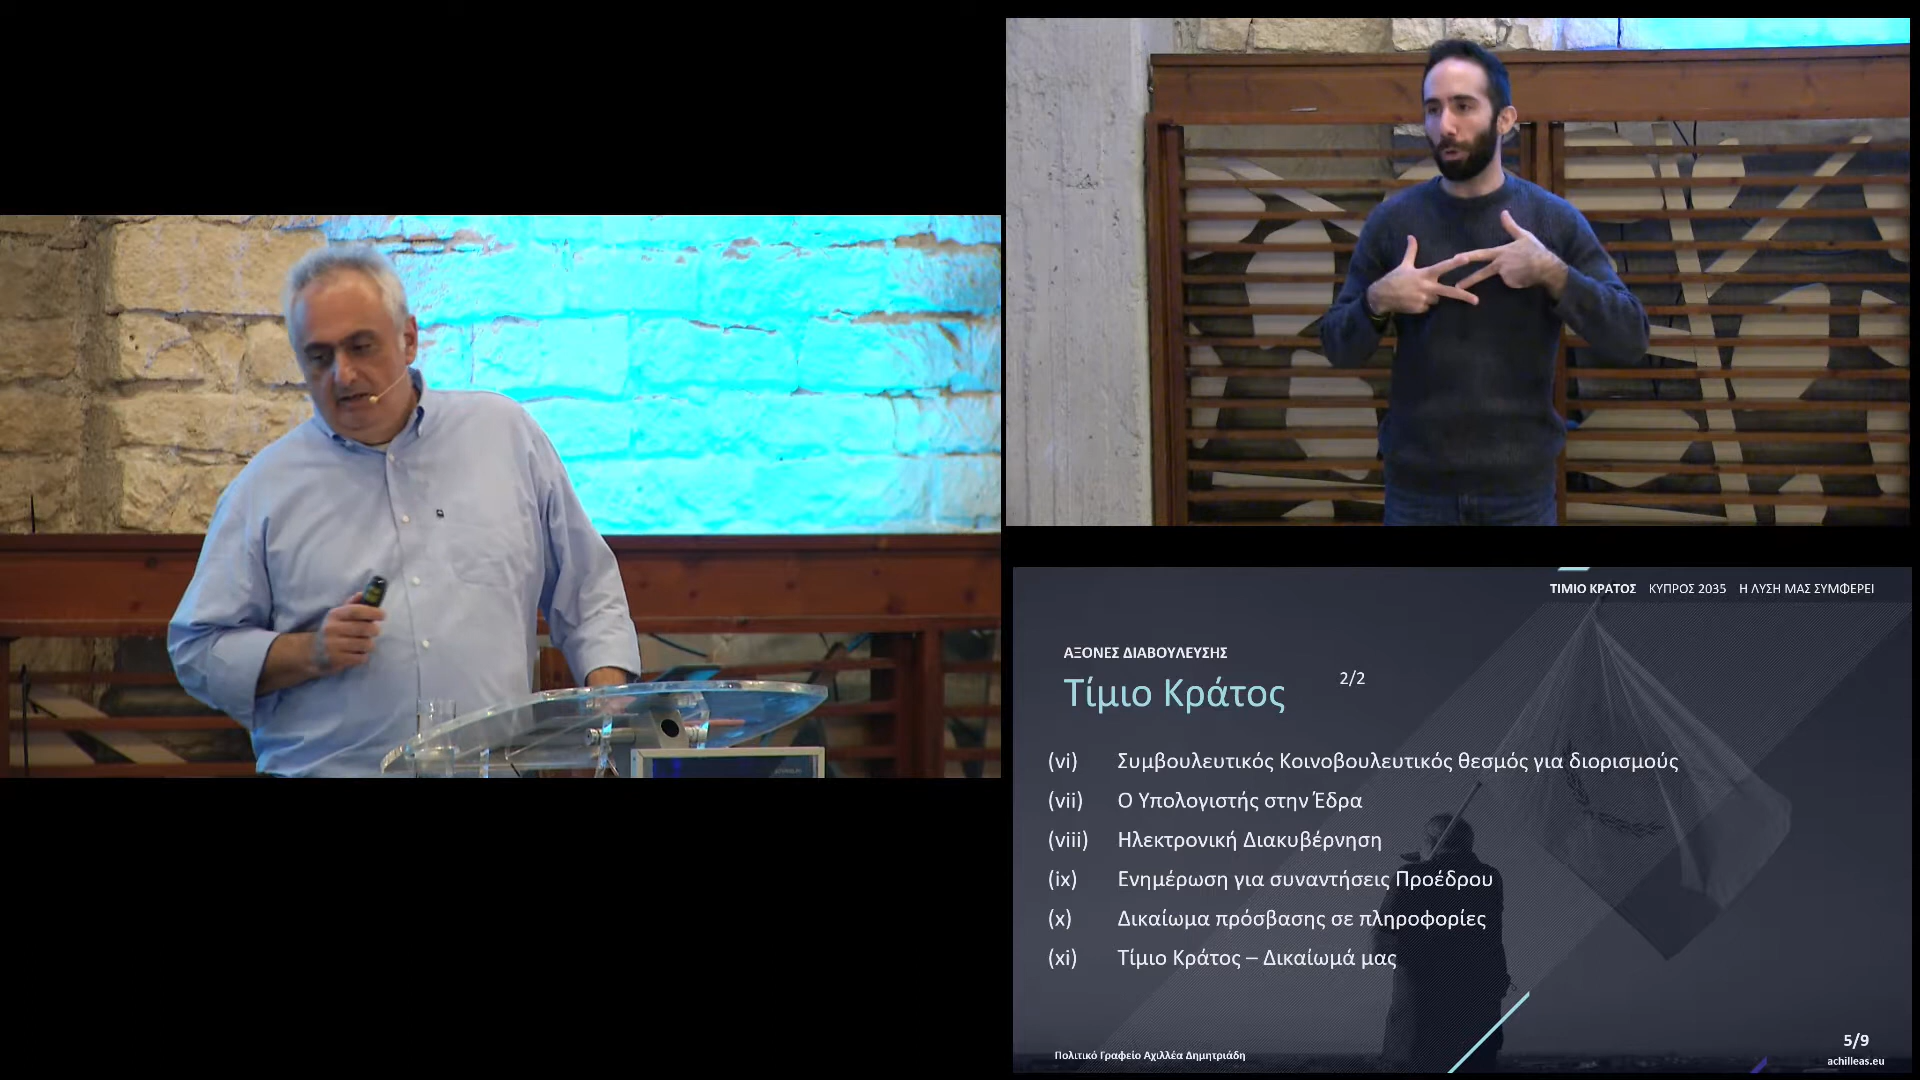 ΤΙΜΙΟ ΚΡΑΤΟΣ ΚΥΠΡΟΣ 2035 Η ΛΥΣΗ ΜΑΣ ΣΥΜΦΕΡΕΙ
ΑΞΟΝΕΣ ΔΙΑΒΟΥΛΕΥΣΗΣ
Τίμιο Κράτος 2/2
(vi) Συμβουλευτικός Κοινοβουλευτικός θεσμός για διορισμούς
(vii) Ο Υπολογιστής στην Έδρα
(viii) Ηλεκτρονική Διακυβέρνηση
(ix) Ενημέρωση για συναντήσεις Προέδρου
(x) Δικαίωμα πρόσβασης σε πληροφορίες
(xi) Τίμιο Κράτος – Δικαίωμά μας
5/9
Πολιτικό Γραφείο Αχιλλέα Δημητριάδη
achilleas.eu